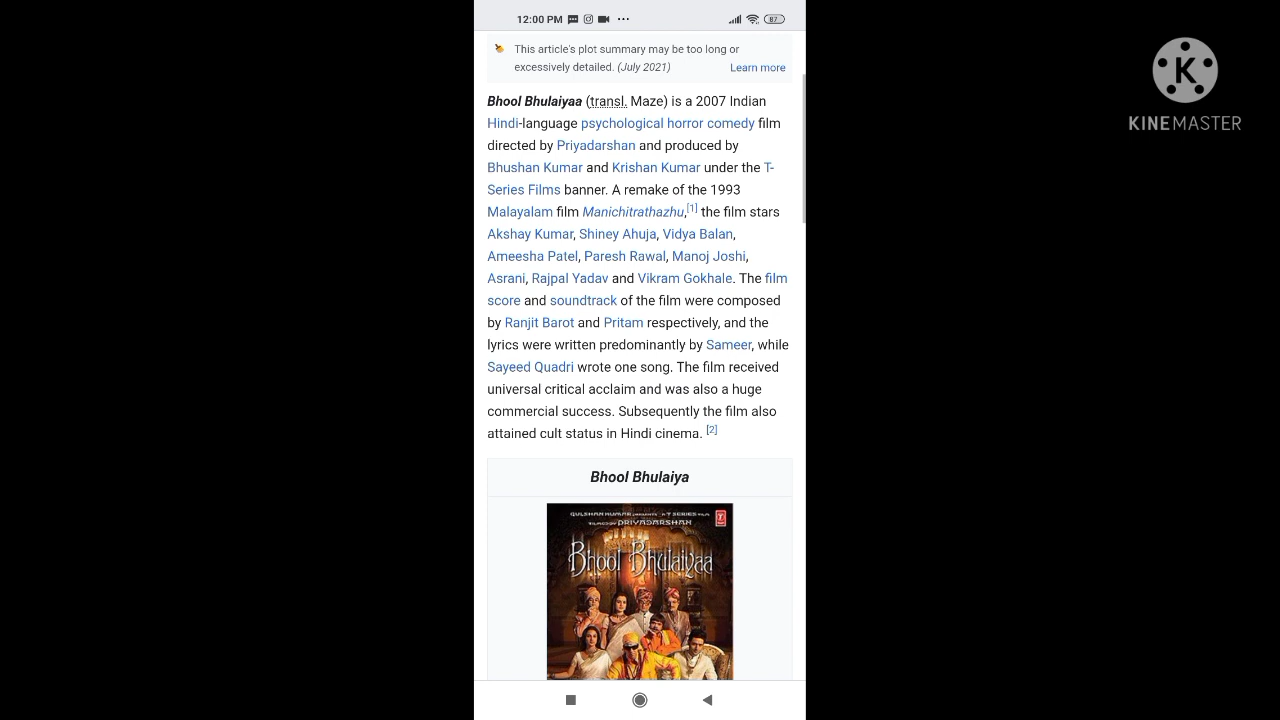 12:00 PM
87
This article's plot summary may be too long or
excessively detailed. (July 2021)
Learn more
Bhool Bhulaiyaa (transl. Maze) is a 2007 Indian
Hindi-language psychological horror comedy film
directed by Priyadarshan and produced by
Bhushan Kumar and Krishan Kumar under the T-
Series Films banner. A remake of the 1993
Malayalam film Manichitrathazhu,[1] the film stars
Akshay Kumar, Shiney Ahuja, Vidya Balan,
Ameesha Patel, Paresh Rawal, Manoj Joshi,
Asrani, Rajpal Yadav and Vikram Gokhale. The film
score and soundtrack of the film were composed
by Ranjit Barot and Pritam respectively, and the
lyrics were written predominantly by Sameer, while
Sayeed Quadri wrote one song. The film received
universal critical acclaim and was also a huge
commercial success. Subsequently the film also
attained cult status in Hindi cinema. [2]
Bhool Bhulaiya
GULSHAN KUMAR PRESENTS A T SERIES FILM
PRIYADARSHAN
Bhool Bhulaiyaa
K
KINEMASTER